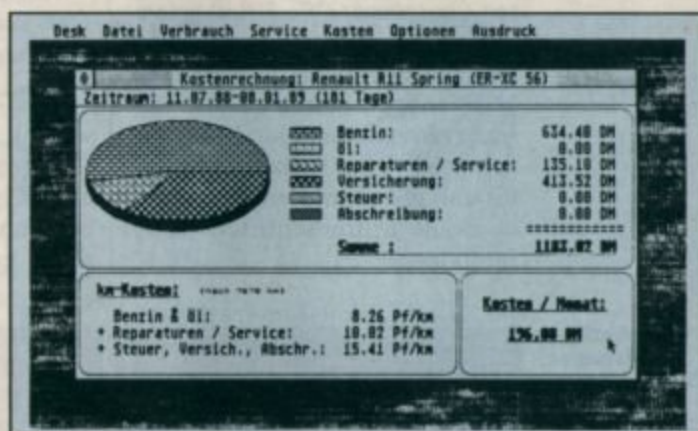 Desk Datei Verbrauch Service Kosten Optionen Ausdruck
Kostenrechnung: Renault R11 Spring (ER-XC 56)
Zeitraum: 11.07.88-08.01.89 (181 Tage)
Benzin: 634.40 DM
Öl: 0.00 DM
Reparaturen / Service: 135.10 DM
Versicherung: 413.52 DM
Steuer: 0.00 DM
Abschreibung: 0.00 DM
============
Summe : 1183.02 DM
km-Kosten:
Benzin & Öl: 8.26 Pf/km
+ Reparaturen / Service: 10.02 Pf/km
+ Steuer, Versich., Abschr.: 15.41 Pf/km
Kosten / Monat:
196.08 DM